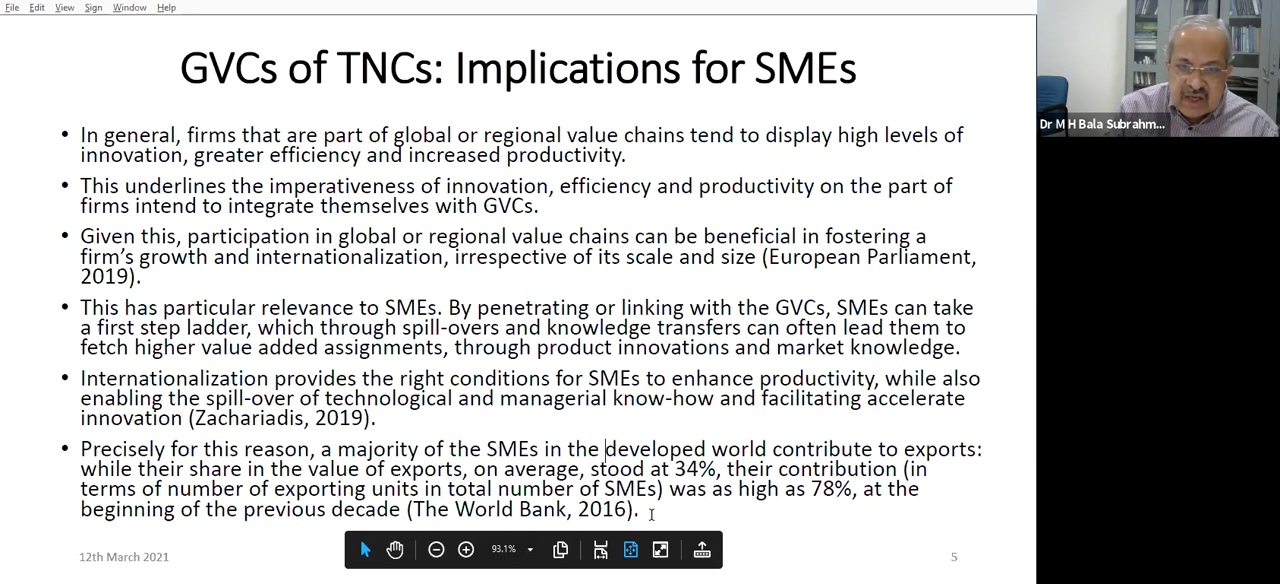 File Edit View Sign Window Help
GVCs of TNCs: Implications for SMEs
• In general, firms that are part of global or regional value chains tend to display high levels of
innovation, greater efficiency and increased productivity.
• This underlines the imperativeness of innovation, efficiency and productivity on the part of
firms intend to integrate themselves with GVCs.
• Given this, participation in global or regional value chains can be beneficial in fostering a
firm's growth and internationalization, irrespective of its scale and size (European Parliament,
2019).
• This has particular relevance to SMEs. By penetrating or linking with the GVCs, SMEs can take
a first step ladder, which through spill-overs and knowledge transfers can often lead them to
fetch higher value added assignments, through product innovations and market knowledge.
• Internationalization provides the right conditions for SMEs to enhance productivity, while also
enabling the spill-over of technological and managerial know-how and facilitating accelerate
innovation (Zachariadis, 2019).
• Precisely for this reason, a majority of the SMEs in the developed world contribute to exports:
while their share in the value of exports, on average, stood at 34%, their contribution (in
terms of number of exporting units in total number of SMEs) was as high as 78%, at the
beginning of the previous decade (The World Bank, 2016).
93.1%
12th March 2021
5
Dr M H Bala Subrahm...